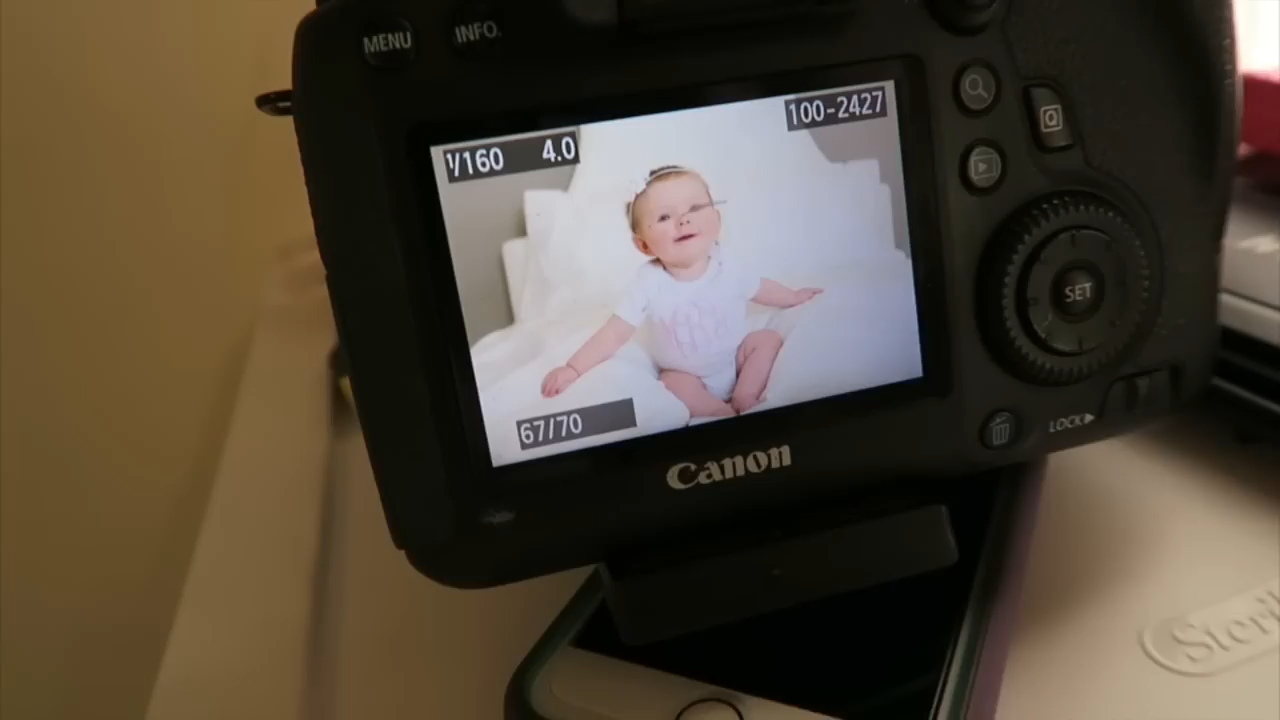 MENU INFO.
1/160 4.0
100-2427
Q
67/70
SET
Canon
LOCK